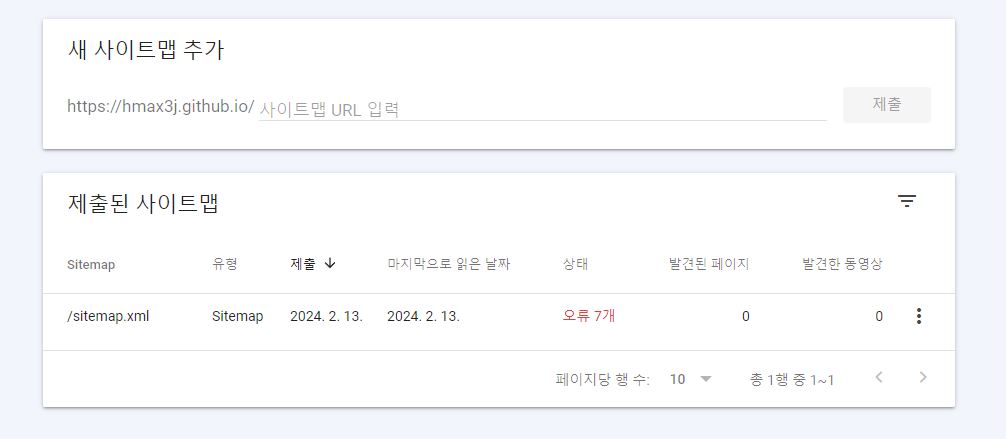 새 사이트맵 추가
https://hmax3j.github.io/ 사이트맵 URL 입력 제출
제출된 사이트맵
Sitemap 유형 제출 마지막으로 읽은 날짜 상태 발견된 페이지 발견한 동영상
/sitemap.xml Sitemap 2024. 2. 13. 2024. 2. 13. 오류 7개 0 0
페이지당 행 수: 10 총 1행 중 1~1